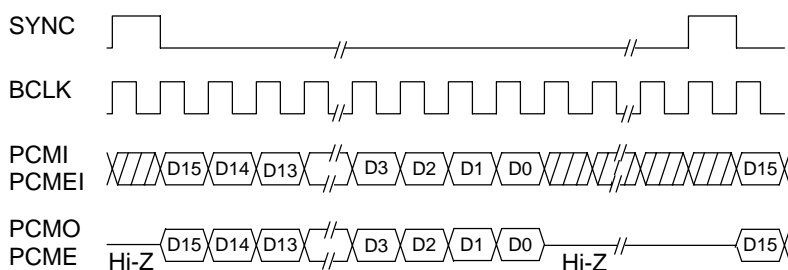 SYNC
BCLK
PCMI
PCMEI
D15 D14 D13 D3 D2 D1 D0 D15
PCMO
PCME
Hi-Z D15 D14 D13 D3 D2 D1 D0 Hi-Z D15